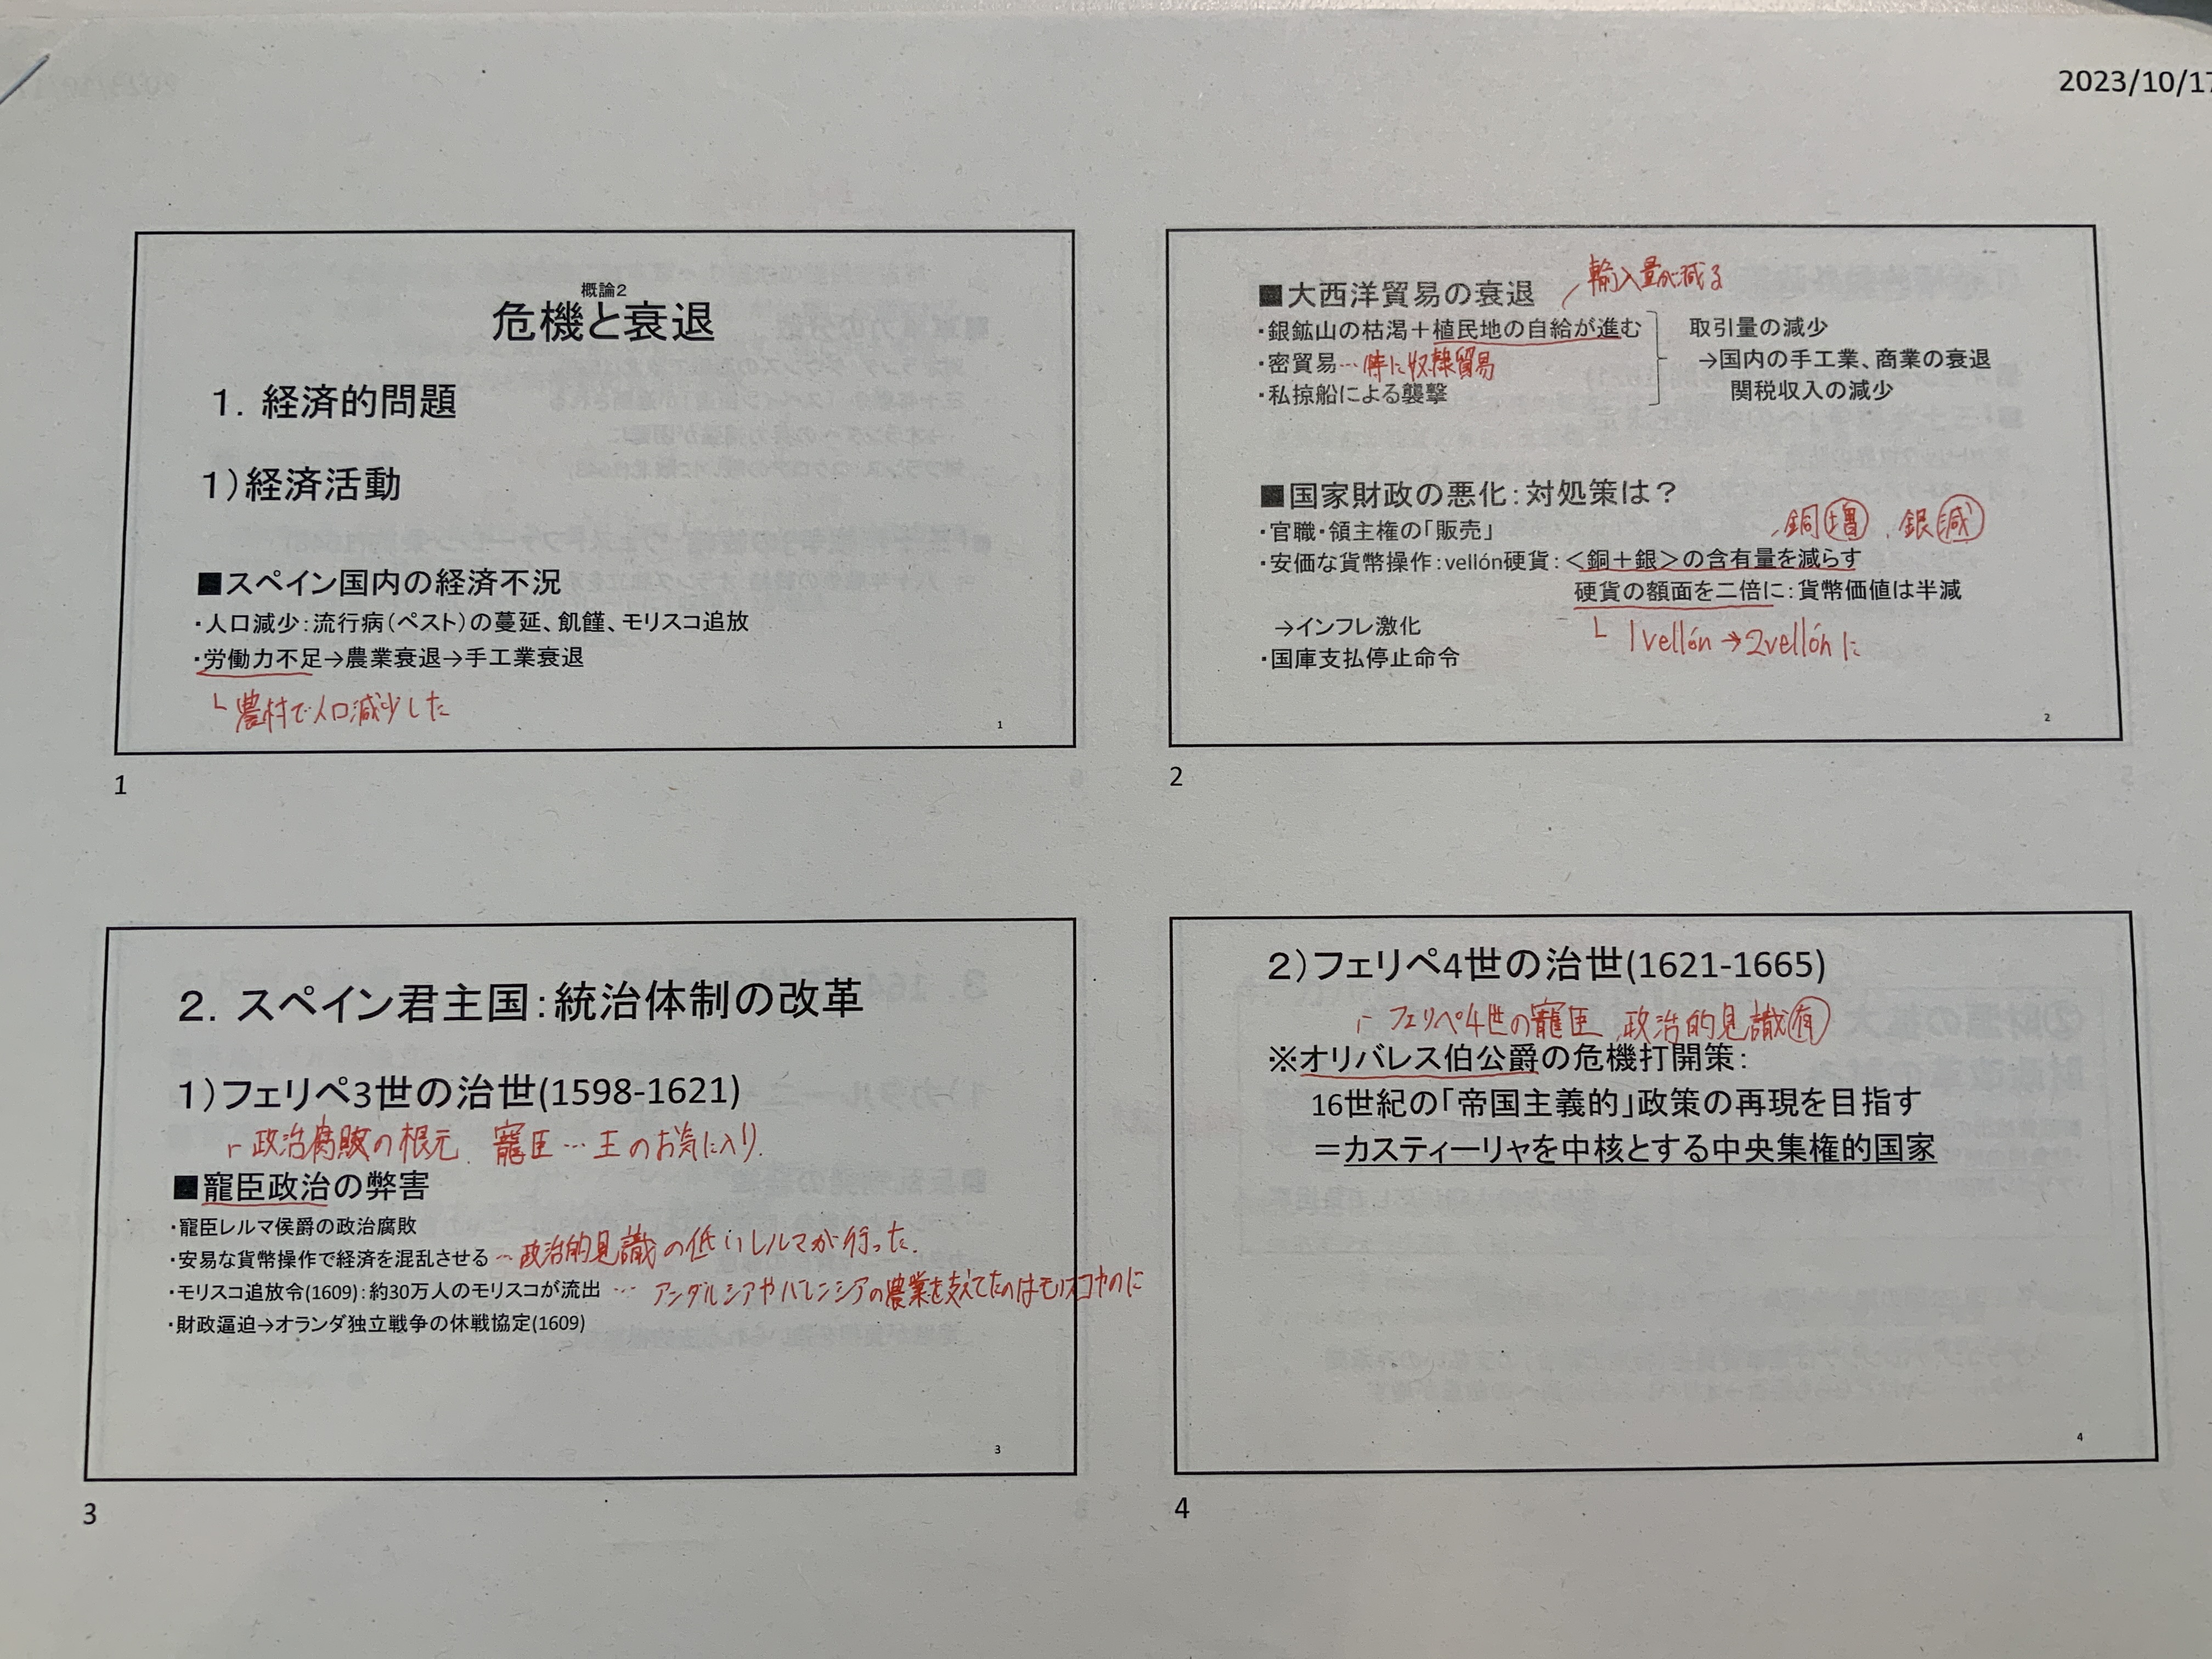 2023/10/17
概論2
危機と衰退
1．経済的問題
1）経済活動
■スペイン国内の経済不況
・人口減少：流行病（ペスト）の蔓延、飢饉、モリスコ追放
・労働力不足→農業衰退→手工業衰退
└ 農村で人口減少した
1
1
輸入量が減る
■大西洋貿易の衰退
・銀鉱山の枯渇＋植民地の自給が進む
・密貿易…特に奴隷貿易
・私掠船による襲撃
取引量の減少
→国内の手工業、商業の衰退
関税収入の減少
■国家財政の悪化：対処策は？
・官職・領主権の「販売」
銅増、銀減
・安価な貨幣操作：vellón硬貨：＜銅＋銀＞の含有量を減らす
硬貨の額面を二倍に：貨幣価値は半減
→インフレ激化
└ 1vellón→2vellónに
・国庫支払停止命令
2
2
2．スペイン君主国：統治体制の改革
1）フェリペ3世の治世(1598-1621)
┌ 政治腐敗の根元、寵臣…王のお気に入り.
■寵臣政治の弊害
・寵臣レルマ侯爵の政治腐敗
・安易な貨幣操作で経済を混乱させる…政治的見識の低いレルマが行った.
・モリスコ追放令(1609)：約30万人のモリスコが流出 … アンダルシアやバレンシアの農業を支えてたのはモリスコやのに
・財政逼迫→オランダ独立戦争の休戦協定(1609)
3
3
2）フェリペ4世の治世(1621-1665)
┌ フェリペ4世の寵臣、政治的見識有
※オリバレス伯公爵の危機打開策：
16世紀の「帝国主義的」政策の再現を目指す
＝カスティーリャを中核とする中央集権的国家
4
4